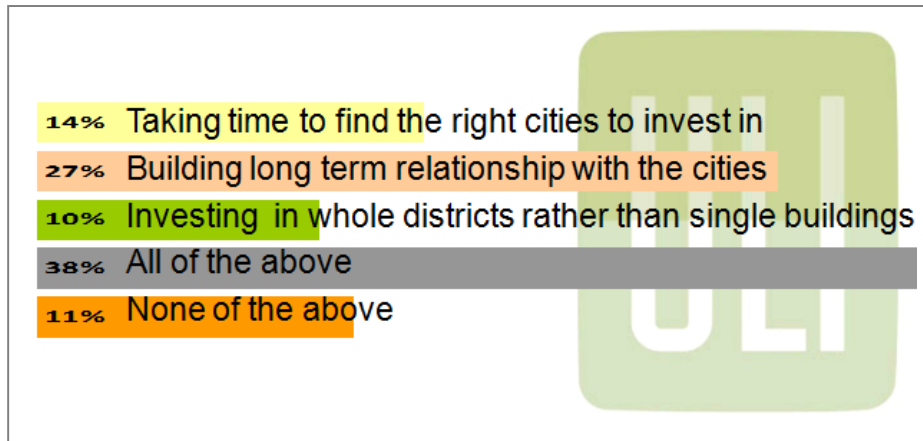 14% Taking time to find the right cities to invest in
27% Building long term relationship with the cities
10% Investing in whole districts rather than single buildings
38% All of the above
11% None of the above
ULI